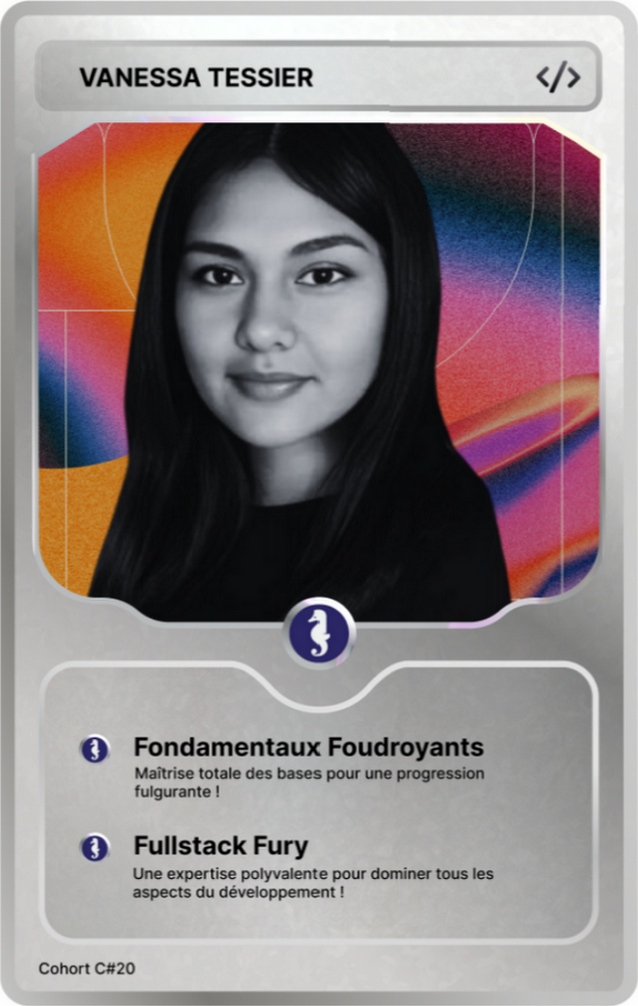 VANESSA TESSIER </>
Fondamentaux Foudroyants
Maîtrise totale des bases pour une progression
fulgurante !
Fullstack Fury
Une expertise polyvalente pour dominer tous les
aspects du développement !
Cohort C#20